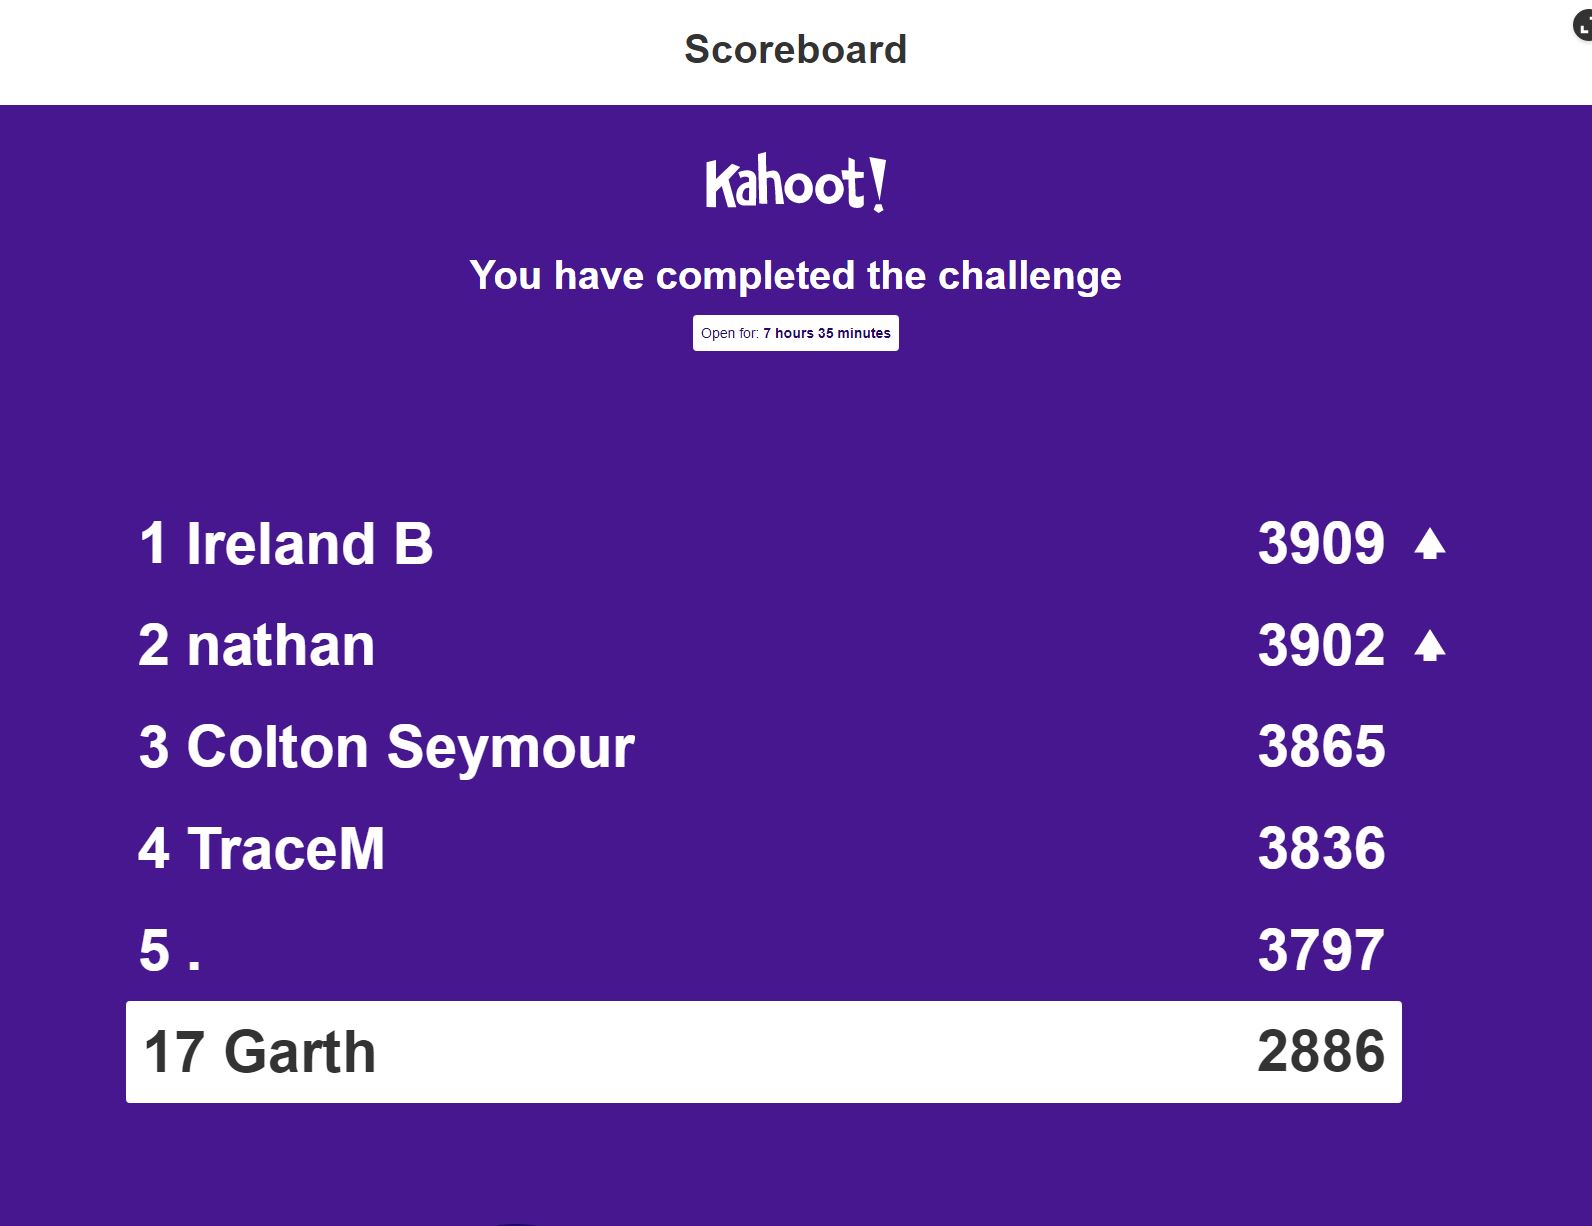 Scoreboard
Kahoot!
You have completed the challenge
Open for: 7 hours 35 minutes
1 Ireland B 3909
2 nathan 3902
3 Colton Seymour 3865
4 TraceM 3836
5 . 3797
17 Garth 2886